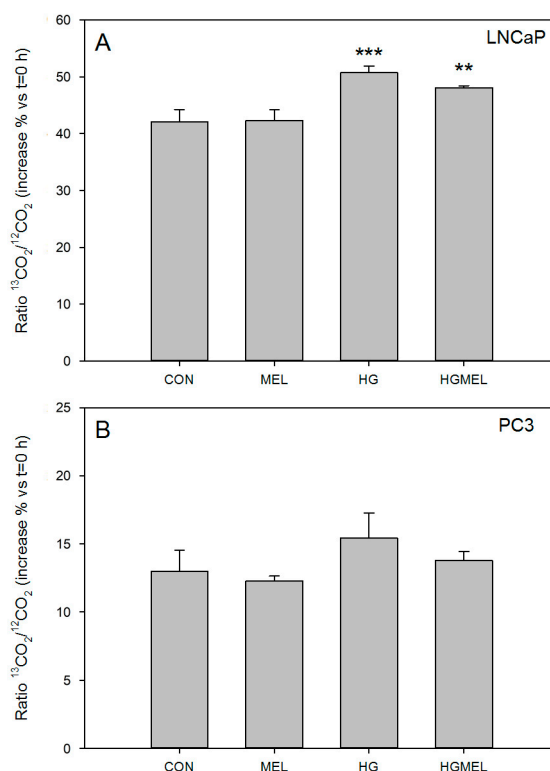 A
LNCaP
60
50
40
30
20
10
0
***
**
Ratio ¹³CO₂/¹²CO₂ (increase % vs t=0 h)
CON MEL HG HGMEL
B
PC3
25
20
15
10
5
0
Ratio ¹³CO₂/¹²CO₂ (increase % vs t=0 h)
CON MEL HG HGMEL